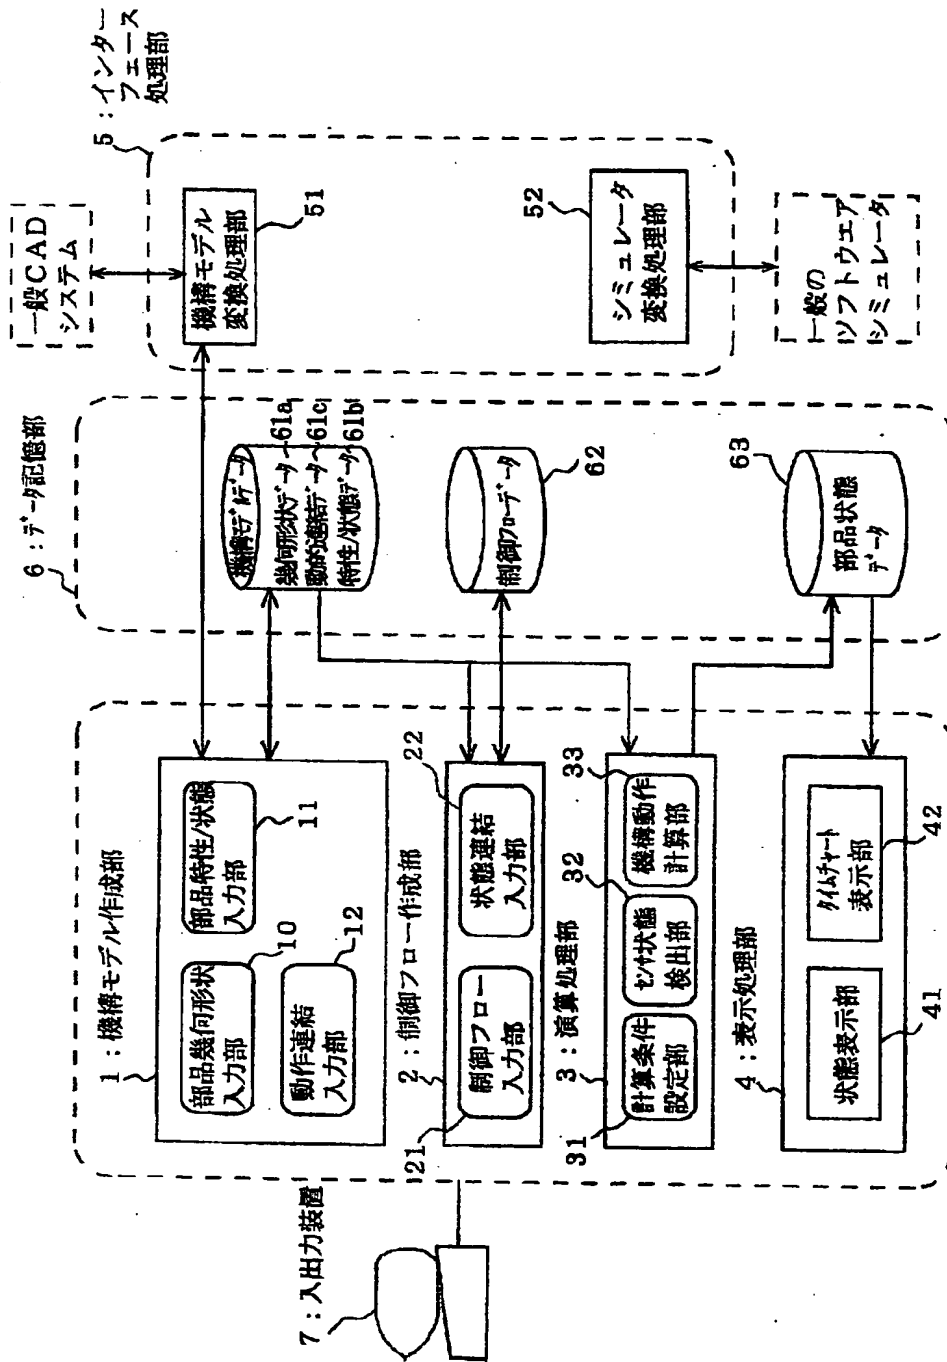 7：入出力装置
1：機構モデル作成部
部品幾何形状
入力部
10
部品特性/状態
入力部
11
動作連結
入力部
12
2：制御フロー作成部
制御フロー
入力部
21
状態連結
入力部
22
3：演算処理部
計算条件
設定部
31
センサ状態
検出部
32
機構動作
計算部
33
4：表示処理部
状態表示部
41
タイムチャート
表示部
42
6：データ記憶部
機構モデルデータ
幾何形状データ 61a
動的連結データ 61c
特性/状態データ 61b
制御フローデータ
62
部品状態
データ
63
5：インター
フェース
処理部
一般CAD
システム
機構モデル
変換処理部
51
シミュレータ
変換処理部
52
一般の
ソフトウエア
シミュレータ